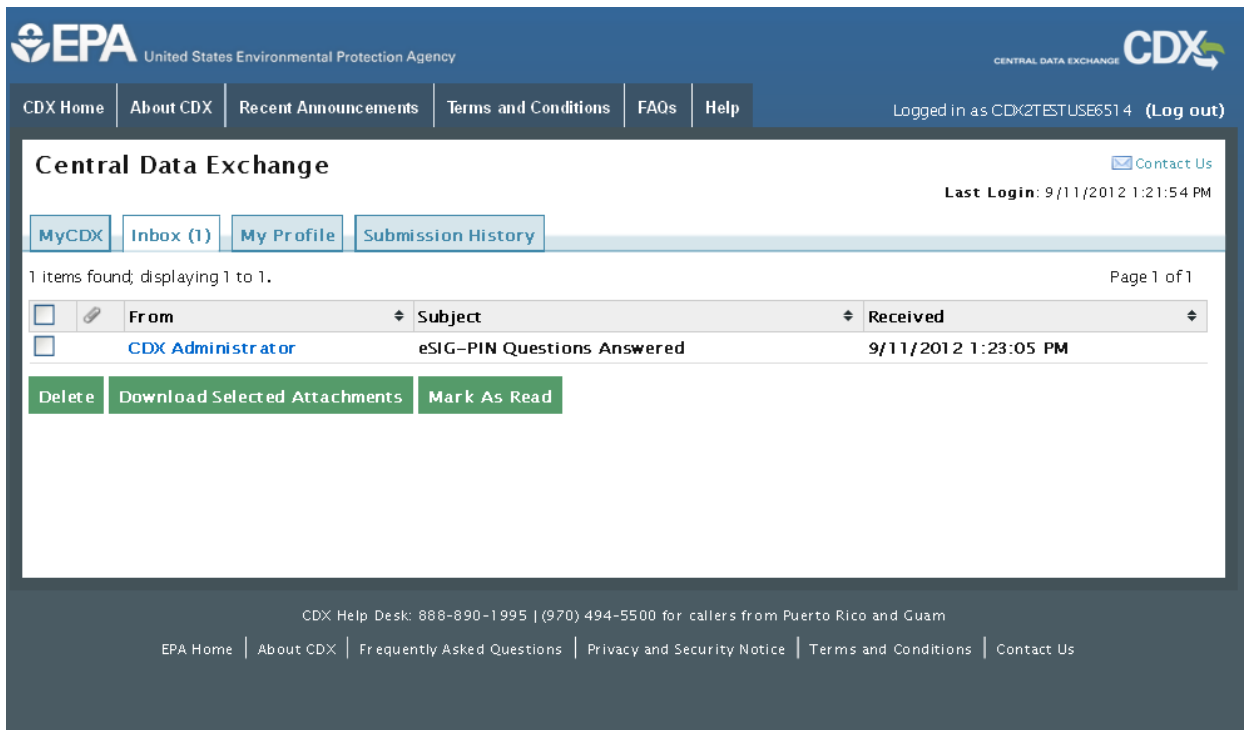 EPA United States Environmental Protection Agency
CENTRAL DATA EXCHANGE CDX
CDX Home About CDX Recent Announcements Terms and Conditions FAQs Help Logged in as CDX2TESTUSE6514 (Log out)
Central Data Exchange
Contact Us
Last Login: 9/11/2012 1:21:54 PM
MyCDX Inbox (1) My Profile Submission History
1 items found; displaying 1 to 1. Page 1 of 1
From Subject Received
CDX Administrator eSIG-PIN Questions Answered 9/11/2012 1:23:05 PM
Delete Download Selected Attachments Mark As Read
CDX Help Desk: 888-890-1995 | (970) 494-5500 for callers from Puerto Rico and Guam
EPA Home | About CDX | Frequently Asked Questions | Privacy and Security Notice | Terms and Conditions | Contact Us